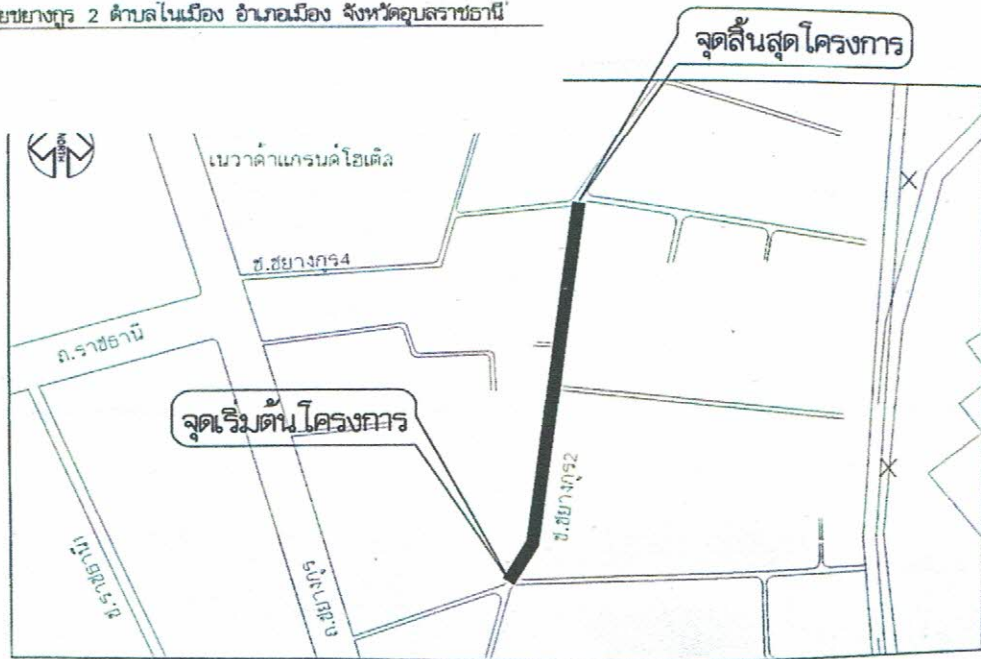 ยชยางกูร 2 ตำบลในเมือง อำเภอเมือง จังหวัดอุบลราชธานี
จุดสิ้นสุดโครงการ
NORTH
เนวาด้าแกรนด์โฮเต็ล
ซ.ชยางกูร4
ถ.ราชธานี
จุดเริ่มต้นโครงการ
ซ.ชยางกูร2
ซ.ราชธานี1
ถ.ชยางกูร